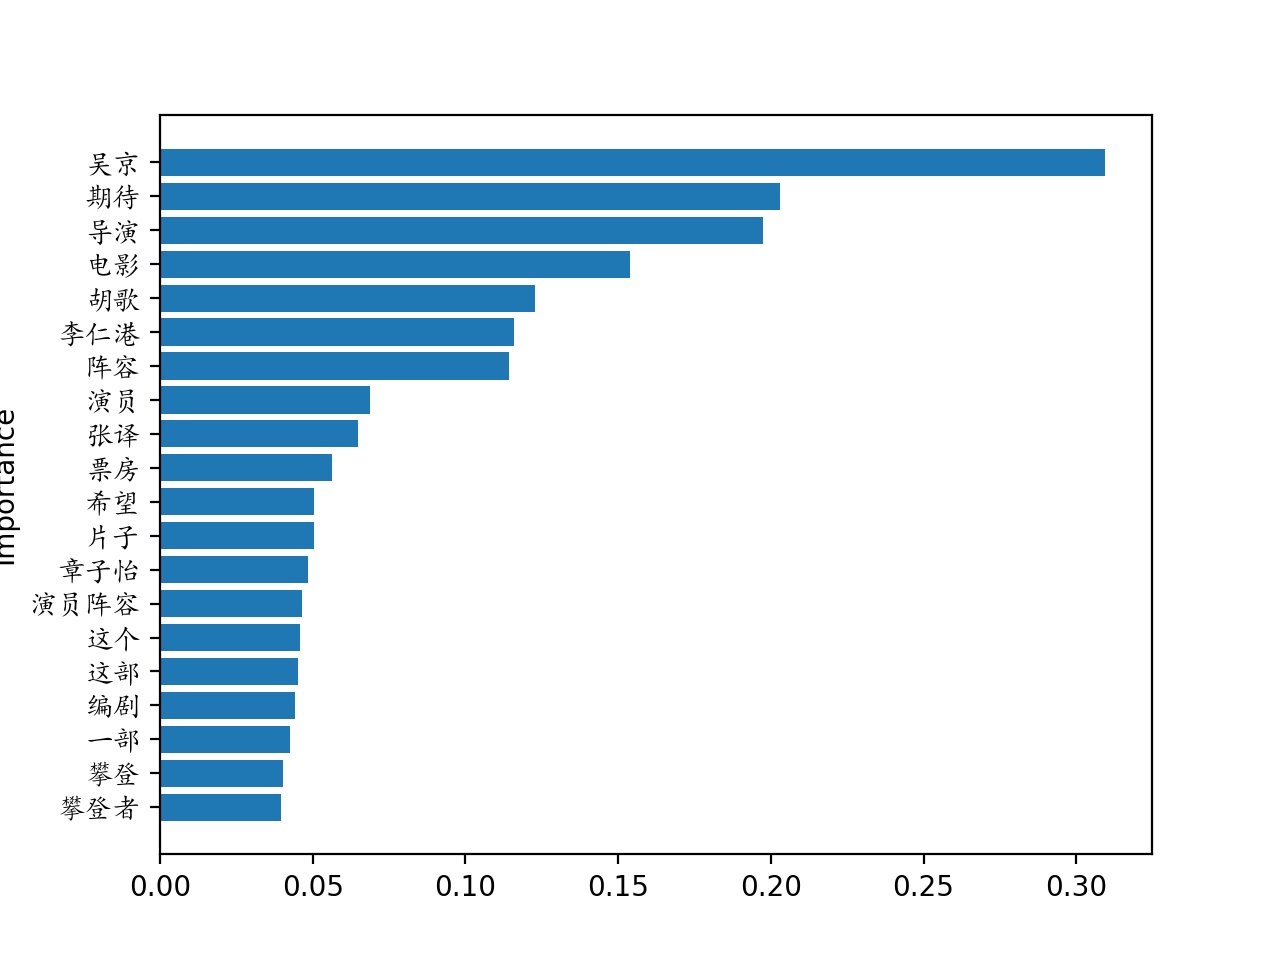 吴京
期待
导演
电影
胡歌
李仁港
阵容
演员
张译
票房
希望
片子
章子怡
演员阵容
这个
这部
编剧
一部
攀登
攀登者
Importance
0.00 0.05 0.10 0.15 0.20 0.25 0.30